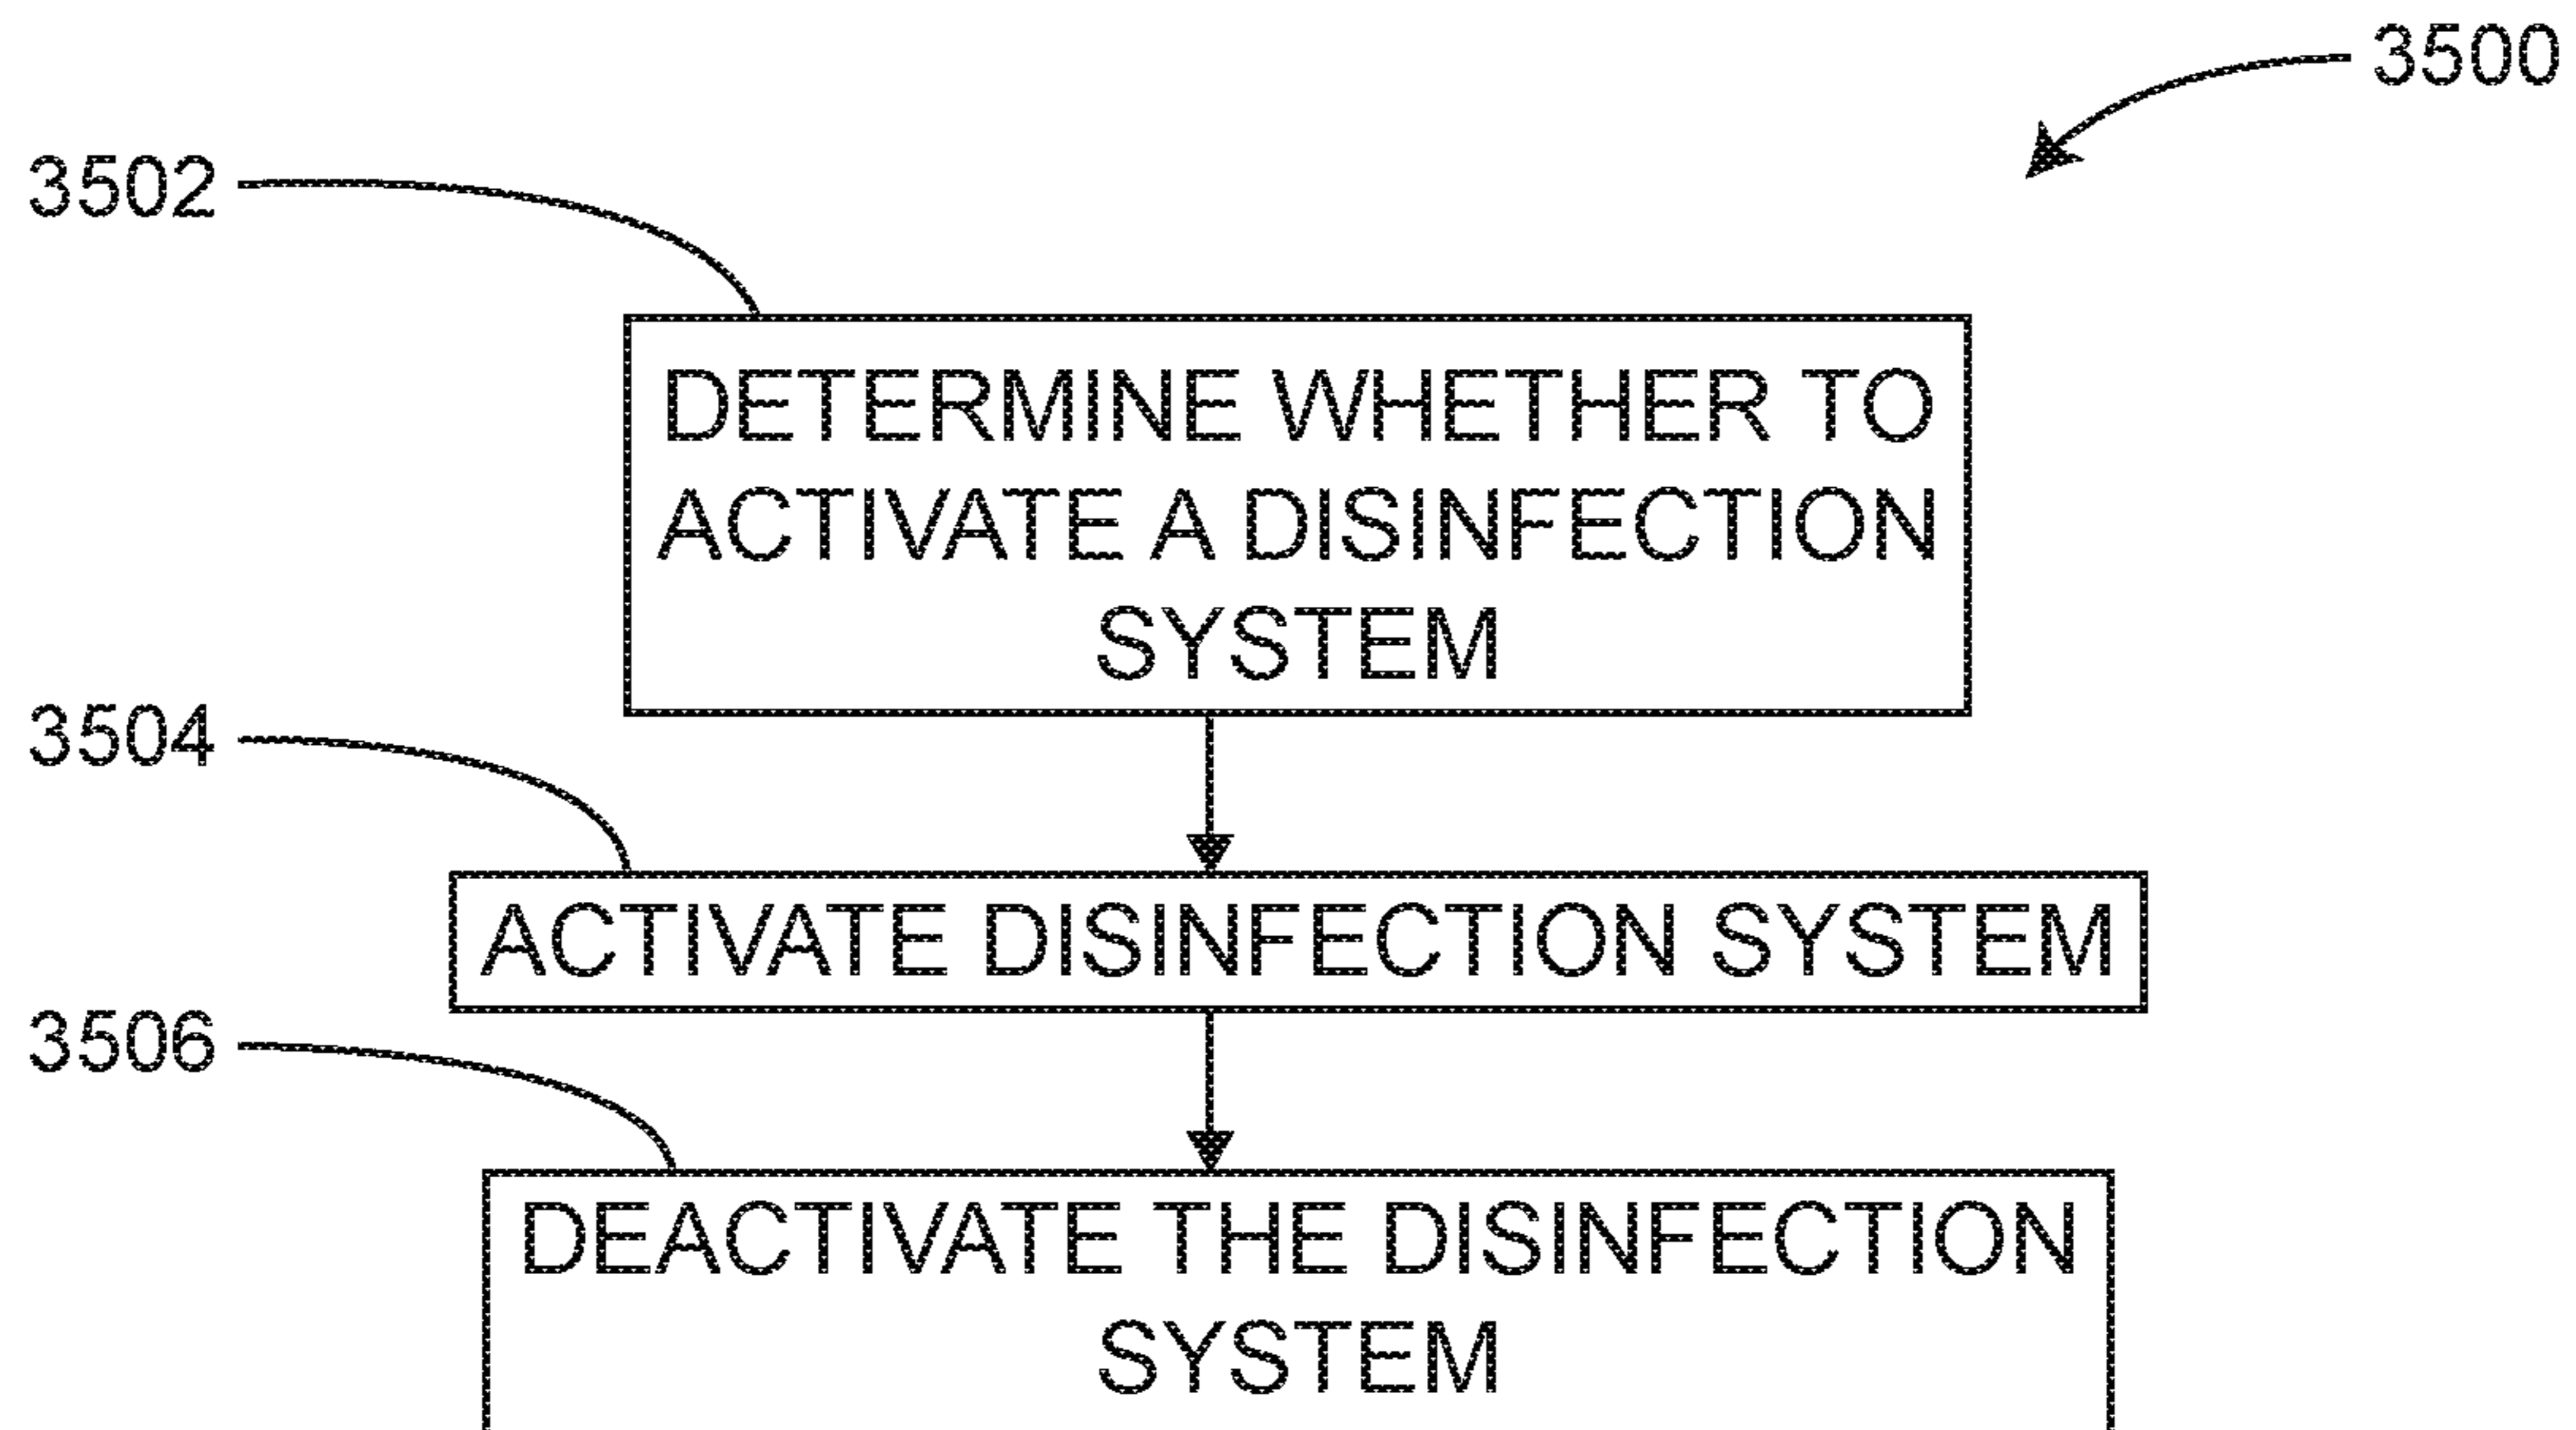 3500
3502
DETERMINE WHETHER TO
ACTIVATE A DISINFECTION
SYSTEM
3504
ACTIVATE DISINFECTION SYSTEM
3506
DEACTIVATE THE DISINFECTION
SYSTEM